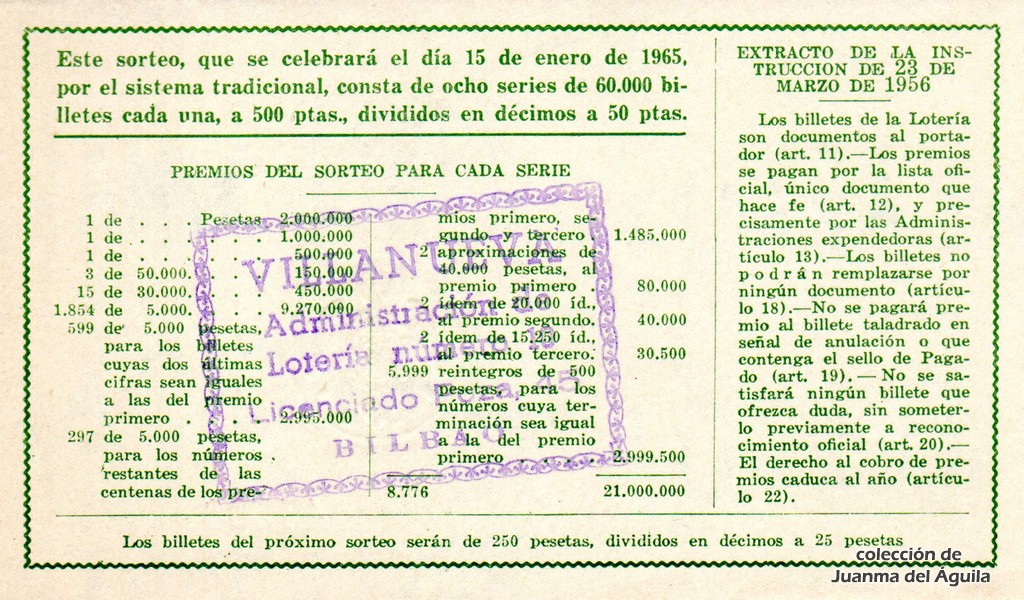 Este sorteo, que se celebrará el día 15 de enero de 1965,
por el sistema tradicional, consta de ocho series de 60.000 bi-
lletes cada una, a 500 ptas., divididos en décimos a 50 ptas.
PREMIOS DEL SORTEO PARA CADA SERIE
1 de . . . Pesetas 2.000.000
1 de . . . . . . 1.000.000
1 de . . . . . . 500.000
3 de 50.000. . . . 150.000
15 de 30.000. . . . 450.000
1.854 de 5.000. . . . 9.270.000
599 de 5.000 pesetas,
para los billetes
cuyas dos últimas
cifras sean iguales
a las del premio
primero . . . . 2.995.000
297 de 5.000 pesetas,
para los números
restantes de las
centenas de los pre-
mios primero, se-
gundo y tercero 1.485.000
2 aproximaciones de
40.000 pesetas, al
premio primero 80.000
2 ídem de 20.000 íd.,
al premio segundo. 40.000
2 ídem de 15.250 íd.,
al premio tercero. 30.500
5.999 reintegros de 500
pesetas, para los
números cuya ter-
minación sea igual
a la del premio
primero . . . . 2.999.500
8.776 21.000.000
VILLANUEVA
Administración de
Lotería número 19
Licenciado Poza, 45
BILBAO
EXTRACTO DE LA INS-
TRUCCION DE 23 DE
MARZO DE 1956
Los billetes de la Lotería
son documentos al porta-
dor (art. 11).—Los premios
se pagan por la lista ofi-
cial, único documento que
hace fe (art. 12), y pre-
cisamente por las Adminis-
traciones expendedoras (ar-
tículo 13).—Los billetes no
podrán remplazarse por
ningún documento (artícu-
lo 18).—No se pagará pre-
mio al billete taladrado en
señal de anulación o que
contenga el sello de Paga-
do (art. 19).—No se sa-
tisfará ningún billete que
ofrezca duda, sin someter-
lo previamente a recono-
cimiento oficial (art. 20).—
El derecho al cobro de pre-
mios caduca al año (artícu-
lo 22).
Los billetes del próximo sorteo serán de 250 pesetas, divididos en décimos a 25 pesetas
colección de
Juanma del Águila